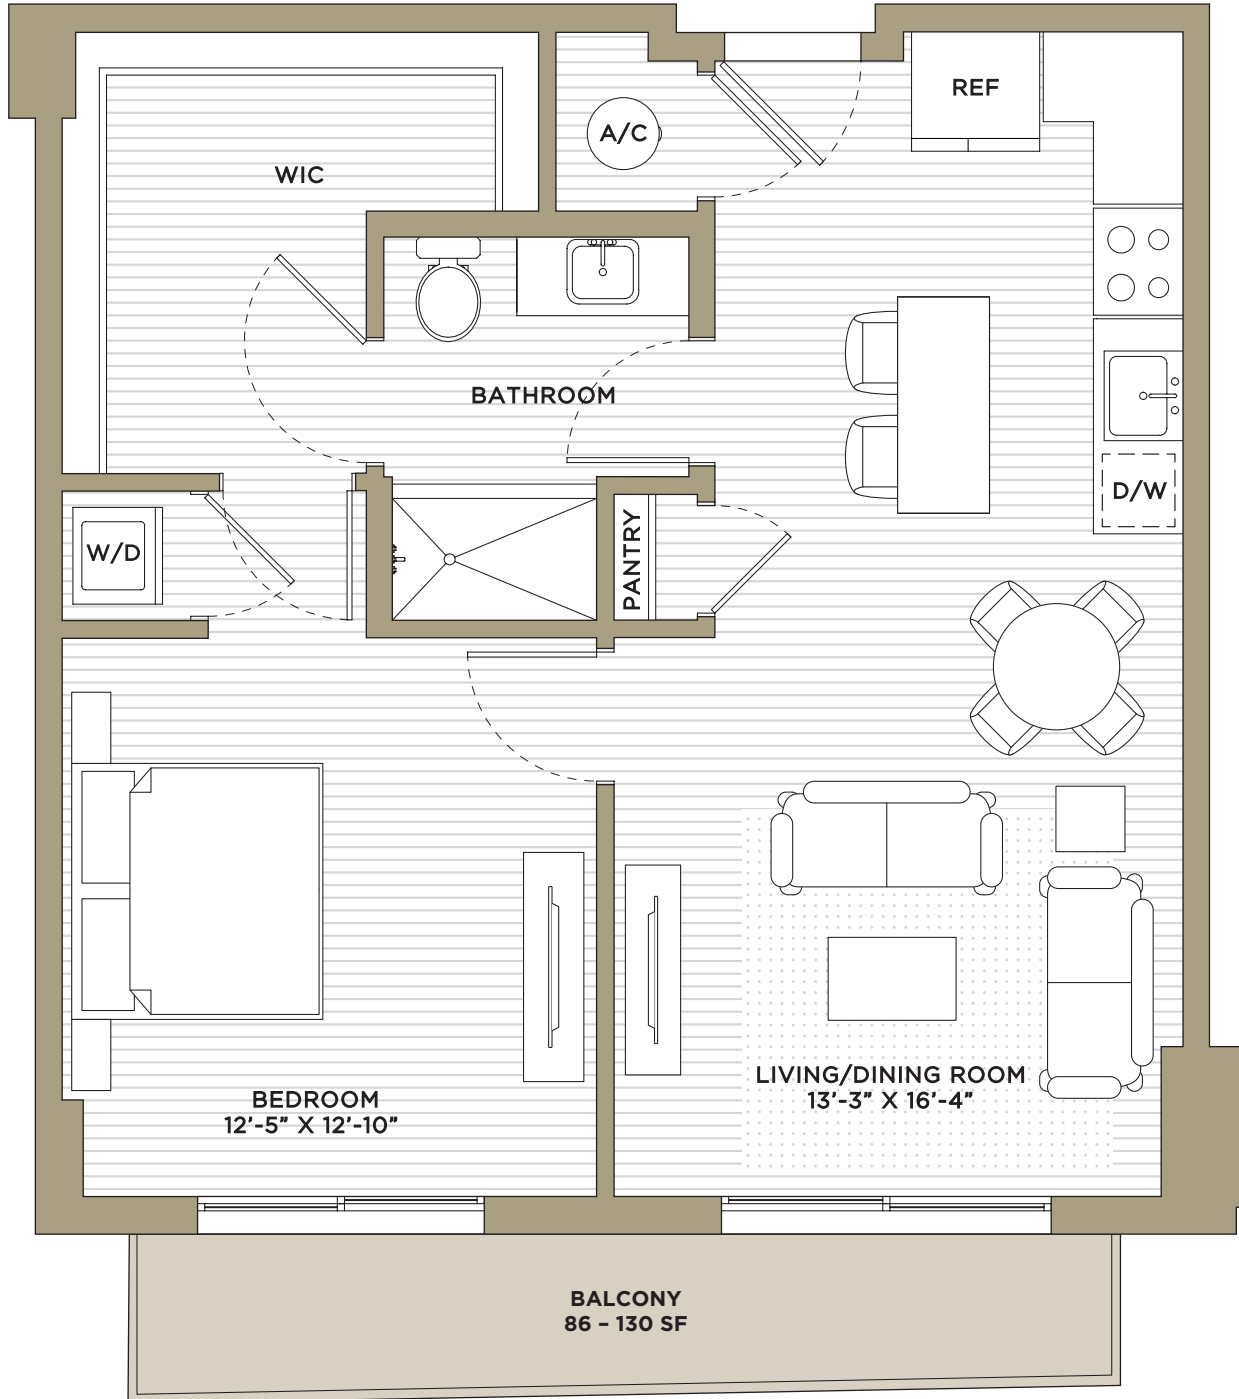 REF
A/C
WIC
BATHROOM
D/W
W/D
PANTRY
LIVING/DINING ROOM
13'-3" X 16'-4"
BEDROOM
12'-5" X 12'-10"
BALCONY
86 – 130 SF